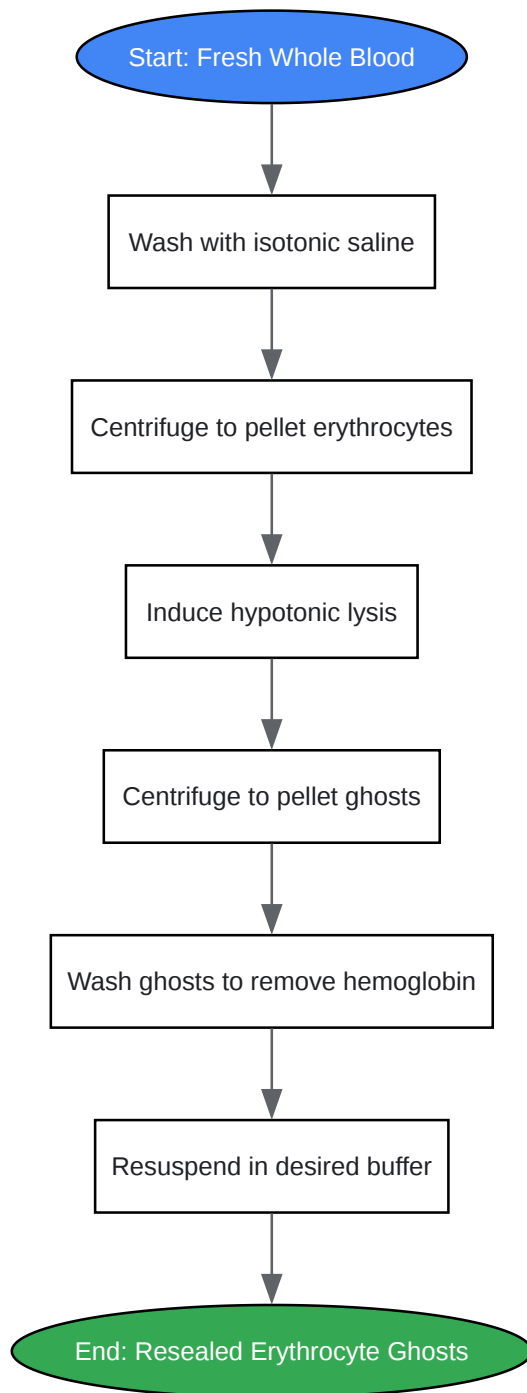 Start: Fresh Whole Blood
Wash with isotonic saline
Centrifuge to pellet erythrocytes
Induce hypotonic lysis
Centrifuge to pellet ghosts
Wash ghosts to remove hemoglobin
Resuspend in desired buffer
End: Resealed Erythrocyte Ghosts